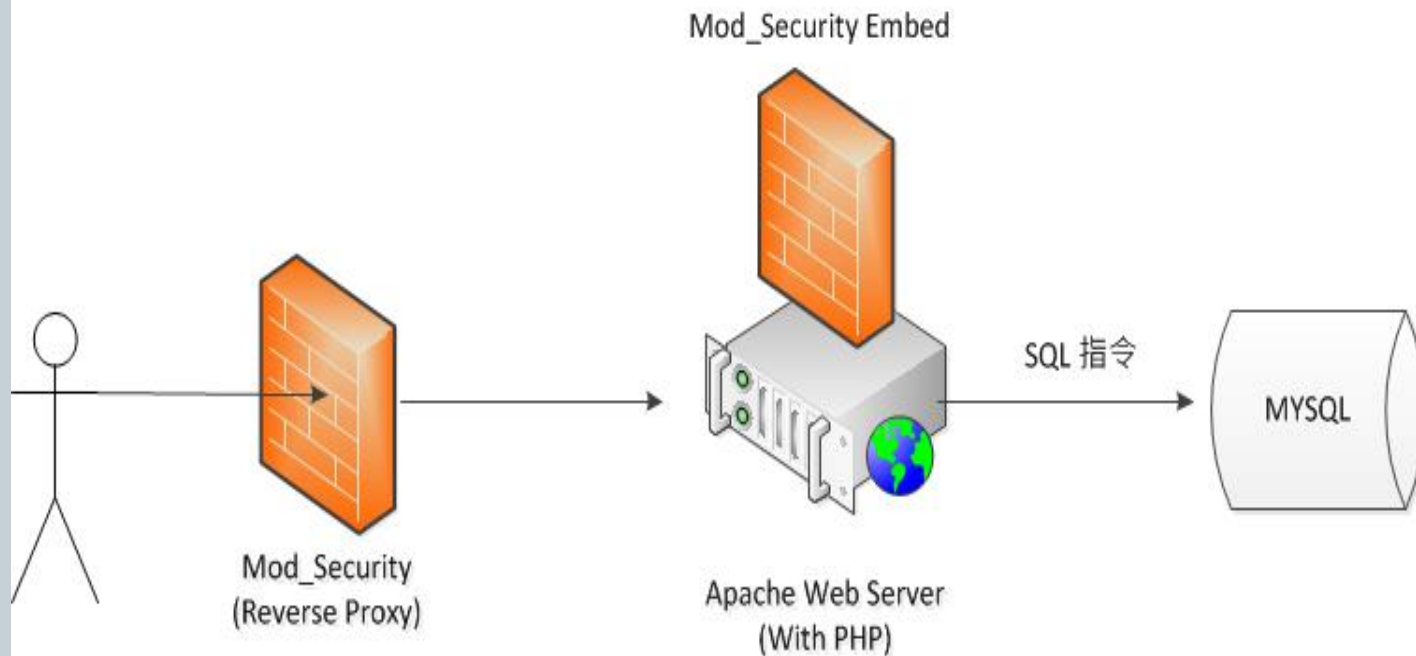 Mod_Security Embed
SQL 指令
MYSQL
Mod_Security
(Reverse Proxy)
Apache Web Server
(With PHP)